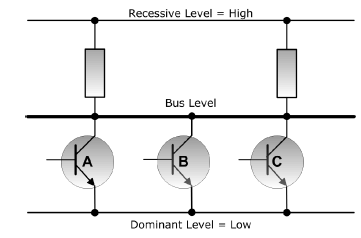 Recessive Level = High
Bus Level
A
B
C
Dominant Level = Low